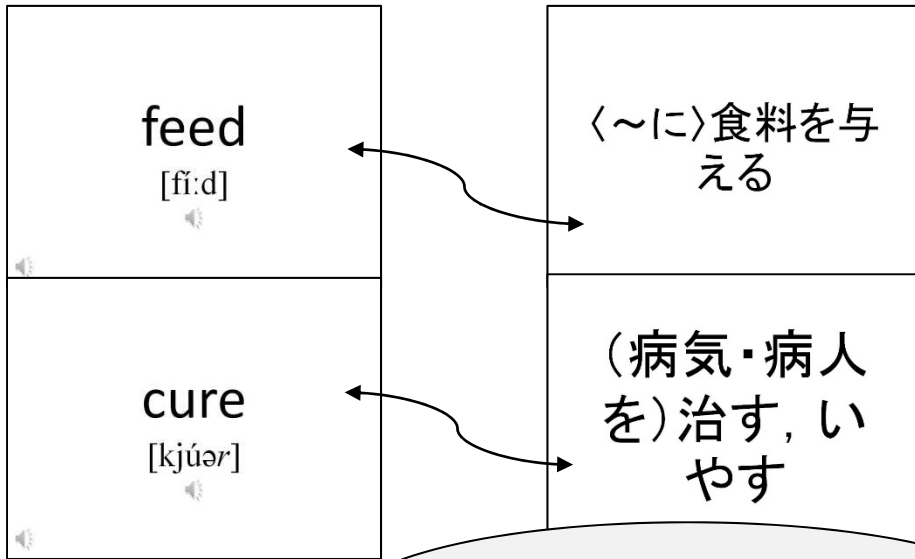 feed
[fíːd]
〈～に〉食料を与
える
cure
[kjúər]
（病気・病人
を）治す，い
やす